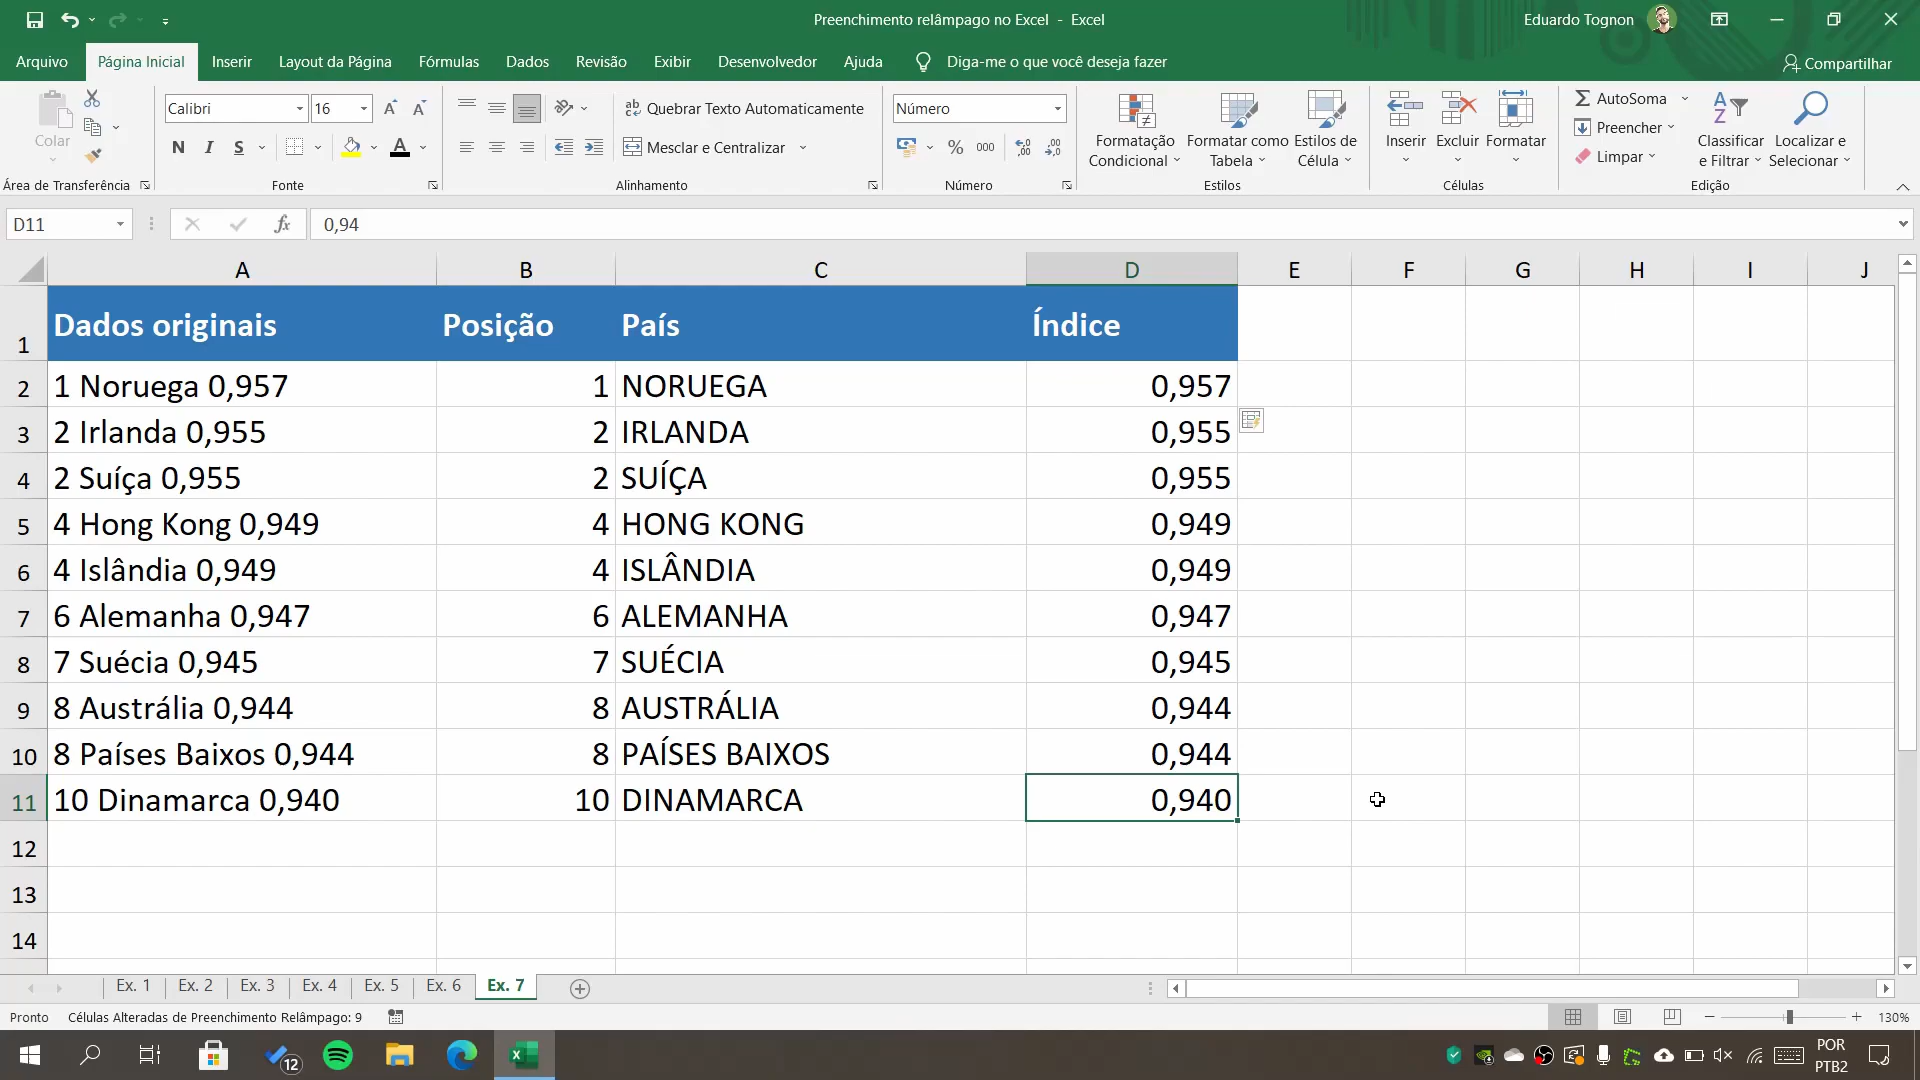 Preenchimento relâmpago no Excel - Excel
Eduardo Tognon
Arquivo Página Inicial Inserir Layout da Página Fórmulas Dados Revisão Exibir Desenvolvedor Ajuda Diga-me o que você deseja fazer Compartilhar
Colar
Área de Transferência
Calibri 16
N I S
Fonte
Quebrar Texto Automaticamente
Mesclar e Centralizar
Alinhamento
Número
% 000
Número
Formatação Condicional
Formatar como Tabela
Estilos de Célula
Estilos
Inserir Excluir Formatar
Células
AutoSoma
Preencher
Limpar
Classificar e Filtrar
Localizar e Selecionar
Edição
D11 fx 0,94
A B C D E F G H I J
1 Dados originais Posição País Índice
2 1 Noruega 0,957 1 NORUEGA 0,957
3 2 Irlanda 0,955 2 IRLANDA 0,955
4 2 Suíça 0,955 2 SUÍÇA 0,955
5 4 Hong Kong 0,949 4 HONG KONG 0,949
6 4 Islândia 0,949 4 ISLÂNDIA 0,949
7 6 Alemanha 0,947 6 ALEMANHA 0,947
8 7 Suécia 0,945 7 SUÉCIA 0,945
9 8 Austrália 0,944 8 AUSTRÁLIA 0,944
10 8 Países Baixos 0,944 8 PAÍSES BAIXOS 0,944
11 10 Dinamarca 0,940 10 DINAMARCA 0,940
12
13
14
Ex. 1 Ex. 2 Ex. 3 Ex. 4 Ex. 5 Ex. 6 Ex. 7
Pronto Células Alteradas de Preenchimento Relâmpago: 9 130%
12
POR
PTB2